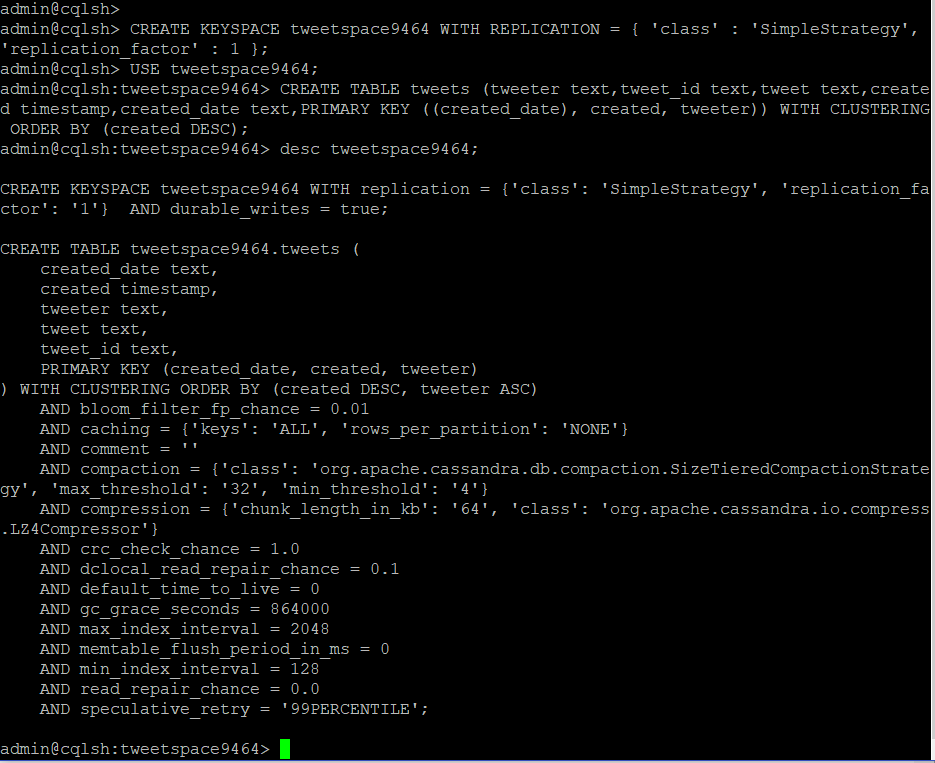 admin@cqlsh>
admin@cqlsh> CREATE KEYSPACE tweetspace9464 WITH REPLICATION = { 'class' : 'SimpleStrategy',
'replication_factor' : 1 };
admin@cqlsh> USE tweetspace9464;
admin@cqlsh:tweetspace9464> CREATE TABLE tweets (tweeter text,tweet_id text,tweet text,create
d timestamp,created_date text,PRIMARY KEY ((created_date), created, tweeter)) WITH CLUSTERING
 ORDER BY (created DESC);
admin@cqlsh:tweetspace9464> desc tweetspace9464;

CREATE KEYSPACE tweetspace9464 WITH replication = {'class': 'SimpleStrategy', 'replication_fa
ctor': '1'}  AND durable_writes = true;

CREATE TABLE tweetspace9464.tweets (
    created_date text,
    created timestamp,
    tweeter text,
    tweet text,
    tweet_id text,
    PRIMARY KEY (created_date, created, tweeter)
) WITH CLUSTERING ORDER BY (created DESC, tweeter ASC)
    AND bloom_filter_fp_chance = 0.01
    AND caching = {'keys': 'ALL', 'rows_per_partition': 'NONE'}
    AND comment = ''
    AND compaction = {'class': 'org.apache.cassandra.db.compaction.SizeTieredCompactionStrate
gy', 'max_threshold': '32', 'min_threshold': '4'}
    AND compression = {'chunk_length_in_kb': '64', 'class': 'org.apache.cassandra.io.compress
.LZ4Compressor'}
    AND crc_check_chance = 1.0
    AND dclocal_read_repair_chance = 0.1
    AND default_time_to_live = 0
    AND gc_grace_seconds = 864000
    AND max_index_interval = 2048
    AND memtable_flush_period_in_ms = 0
    AND min_index_interval = 128
    AND read_repair_chance = 0.0
    AND speculative_retry = '99PERCENTILE';

admin@cqlsh:tweetspace9464>